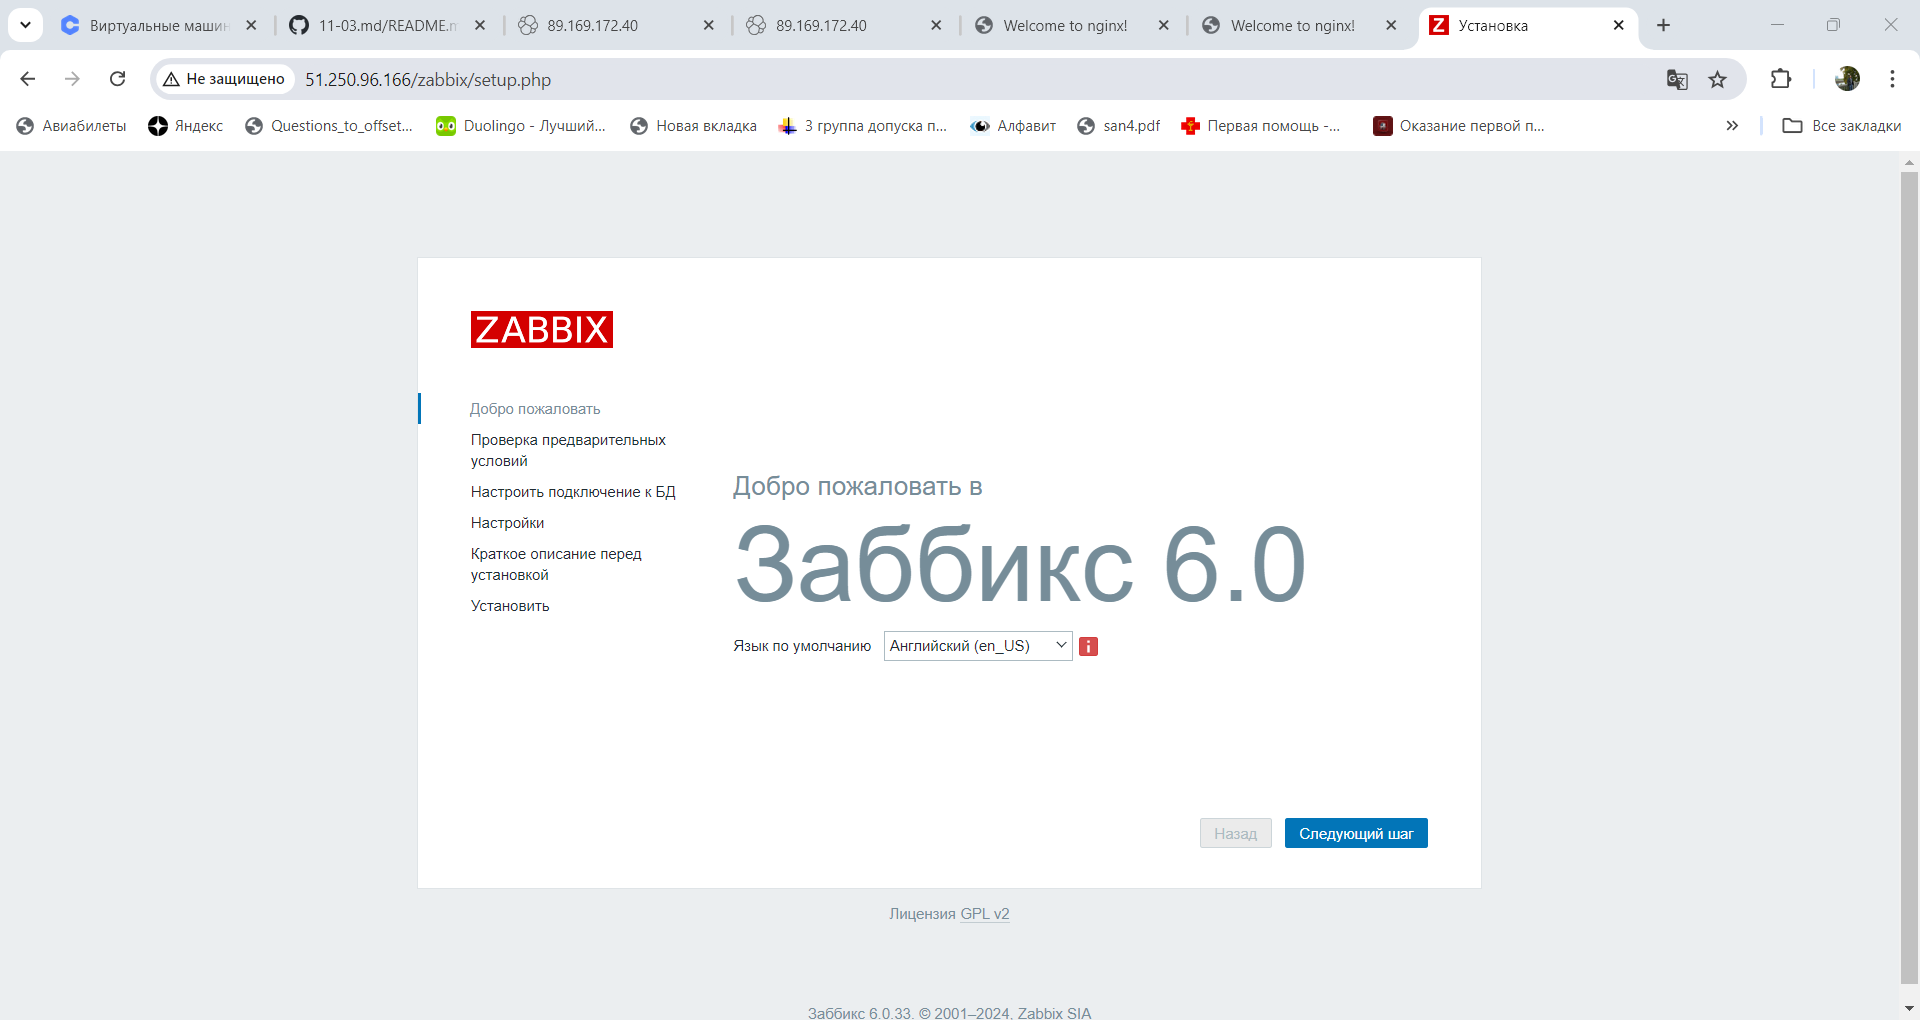 Виртуальные машин
11-03.md/README.m
89.169.172.40
89.169.172.40
Welcome to nginx!
Welcome to nginx!
Установка
Не защищено
51.250.96.166/zabbix/setup.php
Авиабилеты
Яндекс
Questions_to_offset...
Duolingo - Лучший...
Новая вкладка
3 группа допуска п...
Алфавит
san4.pdf
Первая помощь -...
Оказание первой п...
Все закладки
ZABBIX
Добро пожаловать
Проверка предварительных
условий
Настроить подключение к БД
Настройки
Краткое описание перед
установкой
Установить
Добро пожаловать в
Заббикс 6.0
Язык по умолчанию
Английский (en_US)
Назад
Следующий шаг
Лицензия GPL v2
Заббикс 6.0.33. © 2001–2024, Zabbix SIA